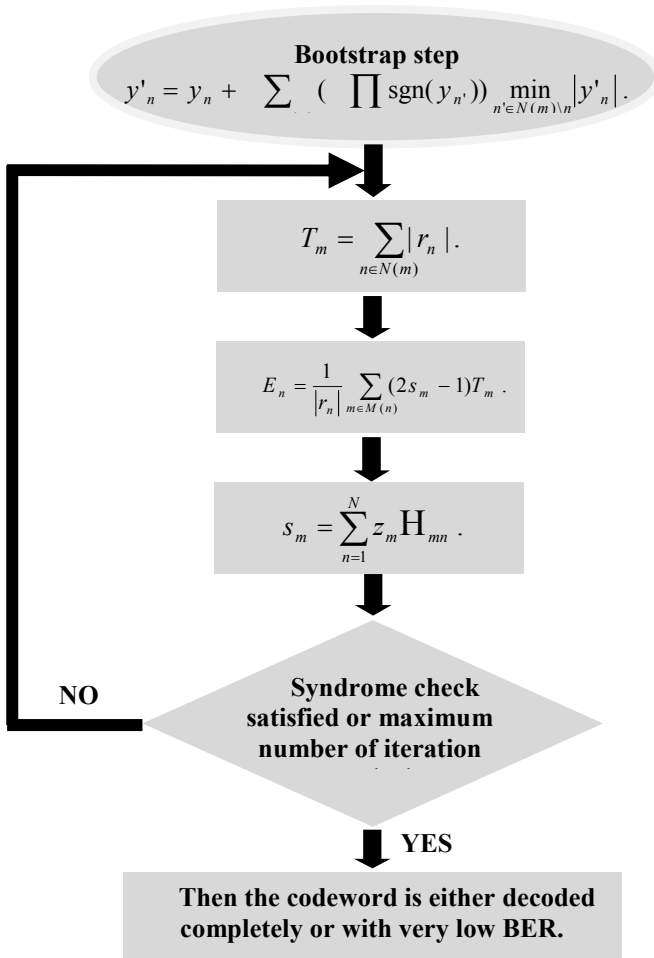 Bootstrap step
y'ₙ = yₙ + ∑ ( ∏ sgn(yₙ')) min |y'ₙ| .
n'∈N(m)\n
Tₘ = ∑ | rₙ | .
n∈N(m)
Eₙ = 1/|rₙ| ∑ (2sₘ − 1)Tₘ .
m∈M(n)
N
sₘ = ∑ zₘ Hₘₙ .
n=1
NO
Syndrome check
satisfied or maximum
number of iteration
YES
Then the codeword is either decoded
completely or with very low BER.